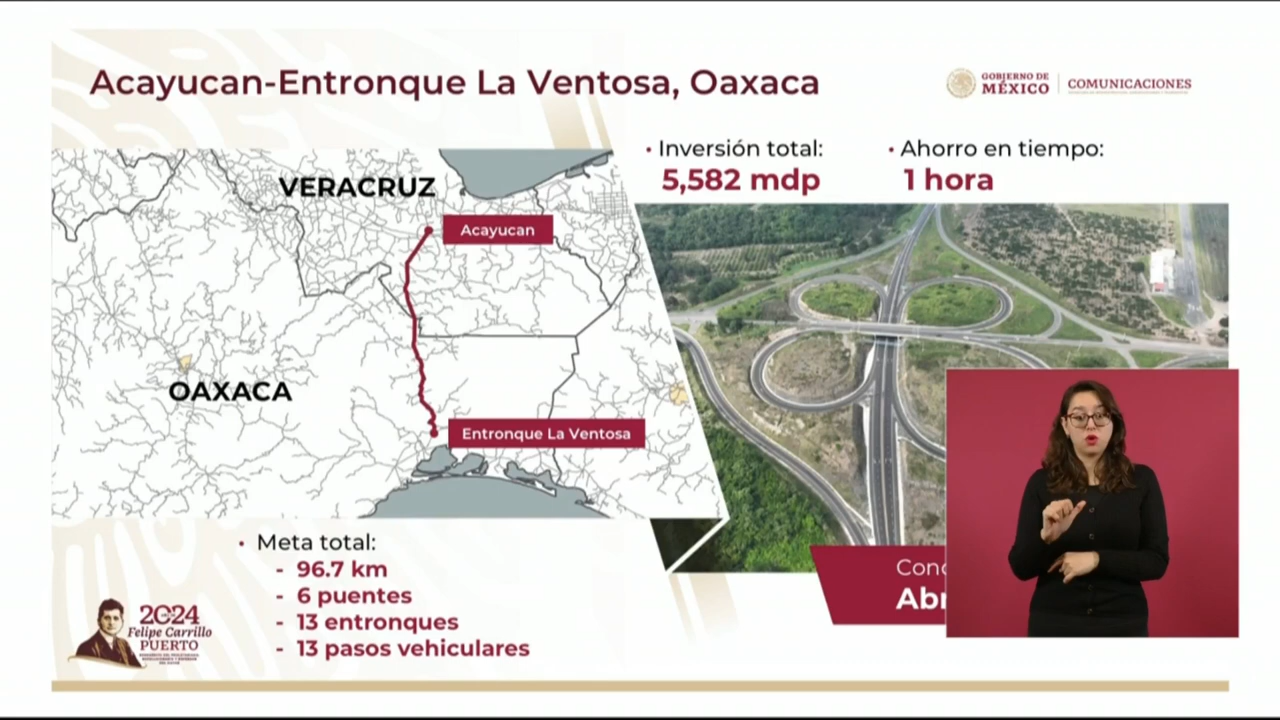 Acayucan-Entronque La Ventosa, Oaxaca
GOBIERNO DE
MÉXICO
COMUNICACIONES
• Inversión total:
5,582 mdp
• Ahorro en tiempo:
1 hora
VERACRUZ
Acayucan
OAXACA
Entronque La Ventosa
• Meta total:
- 96.7 km
- 6 puentes
- 13 entronques
- 13 pasos vehiculares
2024
Felipe Carrillo
PUERTO